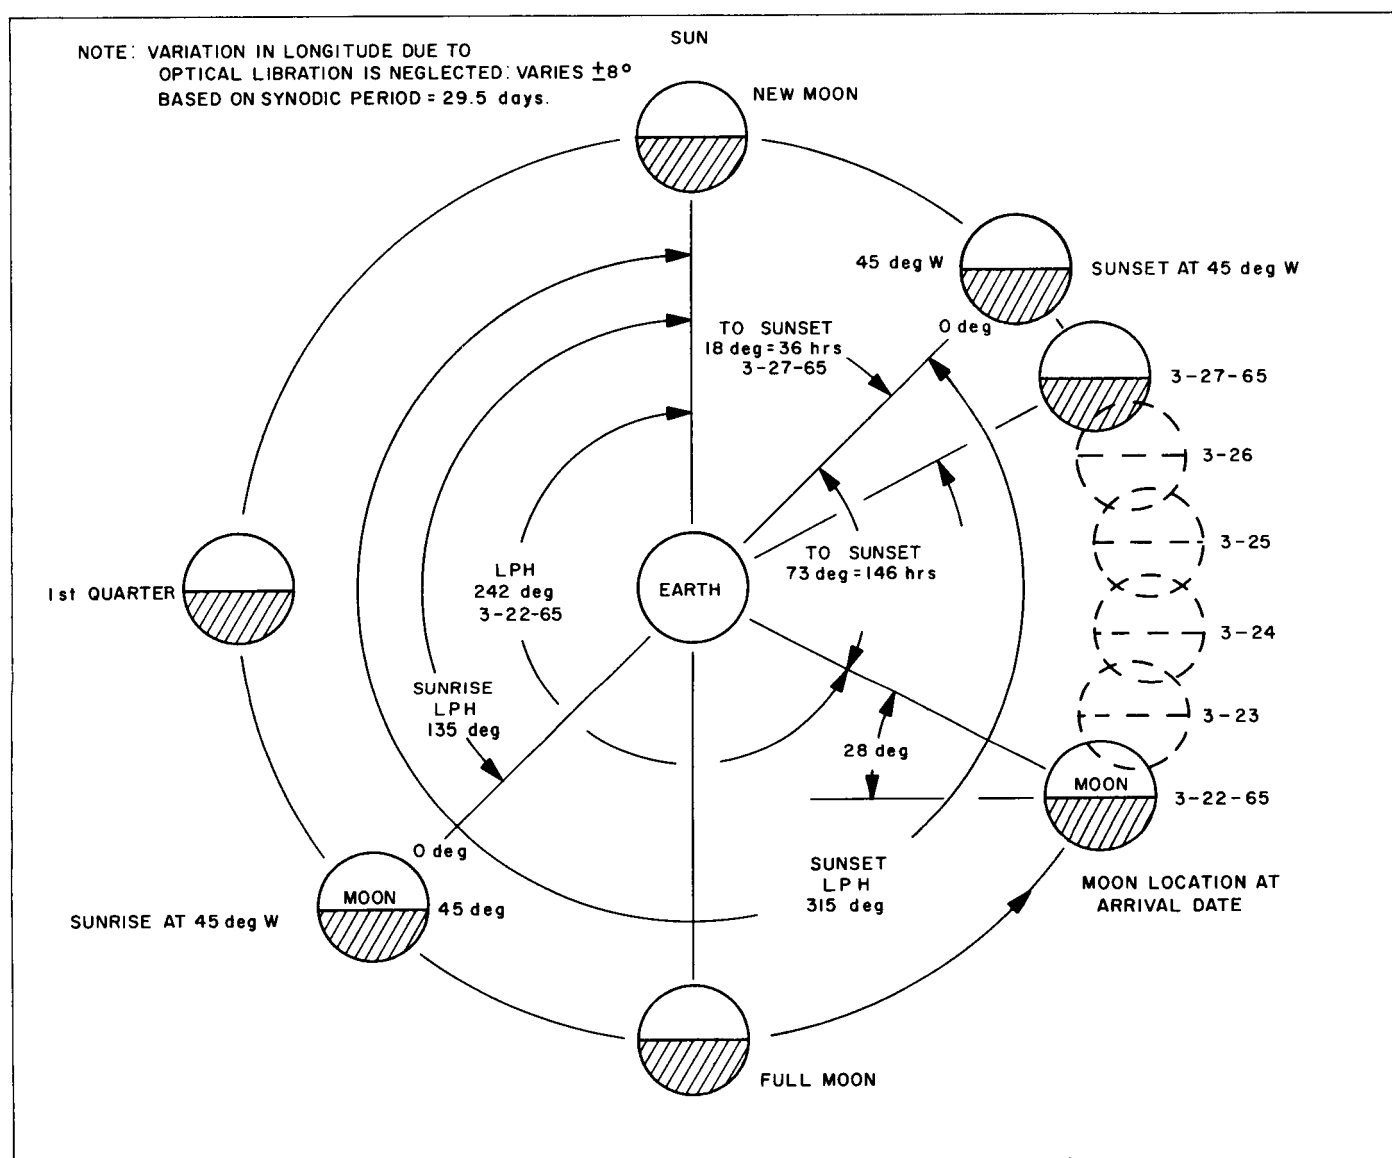 SUN
NOTE: VARIATION IN LONGITUDE DUE TO
OPTICAL LIBRATION IS NEGLECTED: VARIES ±8°
BASED ON SYNODIC PERIOD = 29.5 days.
NEW MOON
45 deg W
SUNSET AT 45 deg W
TO SUNSET
18 deg = 36 hrs
3-27-65
0 deg
3-27-65
3-26
3-25
TO SUNSET
73 deg = 146 hrs
LPH
242 deg
3-22-65
EARTH
1st QUARTER
3-24
SUNRISE
LPH
135 deg
3-23
28 deg
MOON
3-22-65
0 deg
MOON
45 deg
SUNRISE AT 45 deg W
SUNSET
LPH
315 deg
MOON LOCATION AT
ARRIVAL DATE
FULL MOON